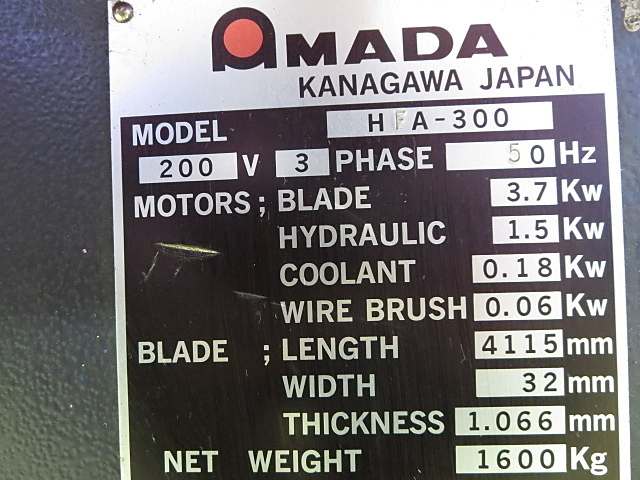 AMADA
KANAGAWA JAPAN
MODEL HFA-300
200 V 3 PHASE 50 Hz
MOTORS; BLADE 3.7 Kw
HYDRAULIC 1.5 Kw
COOLANT 0.18 Kw
WIRE BRUSH 0.06 Kw
BLADE ; LENGTH 4115 mm
WIDTH 32 mm
THICKNESS 1.066 mm
NET WEIGHT 1600 Kg